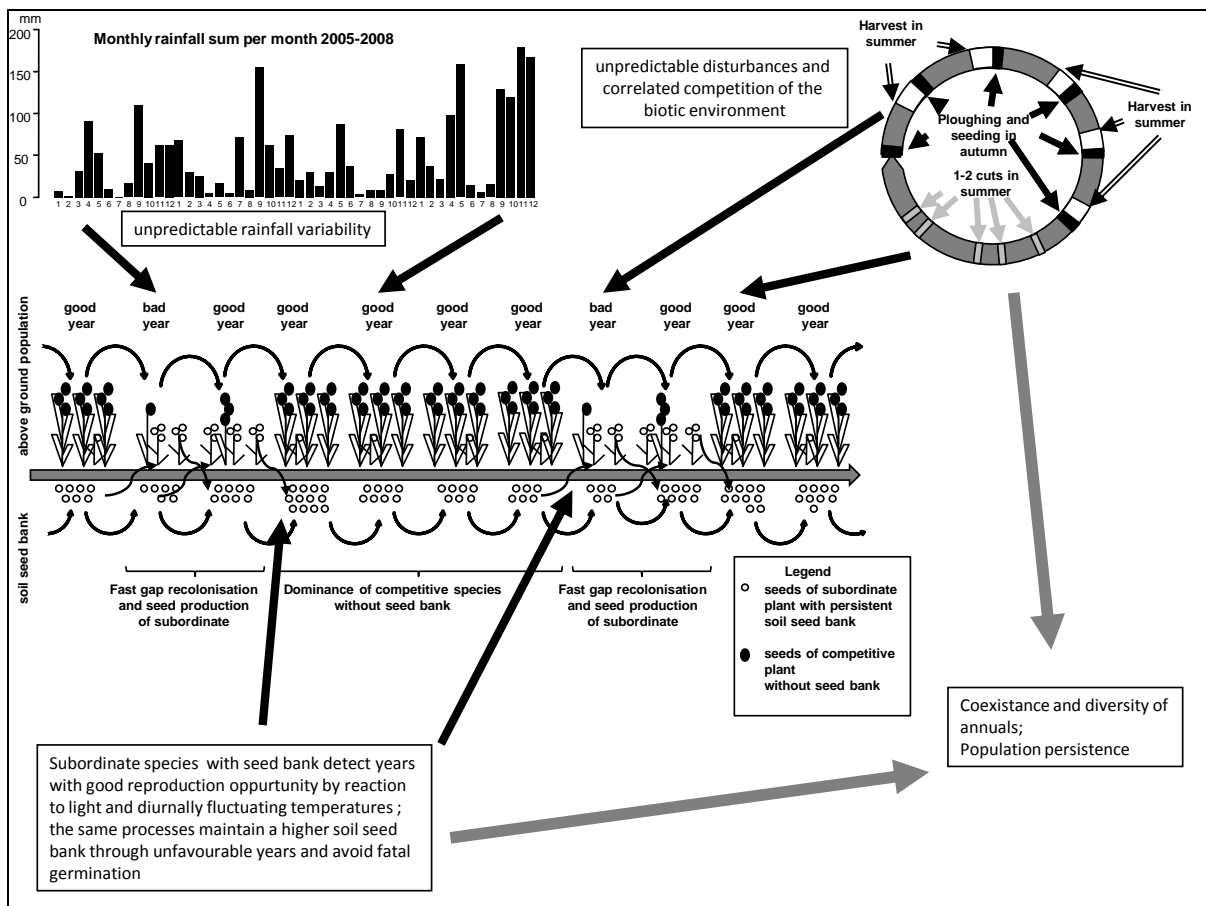 mm
200
150
100
50
0
Monthly rainfall sum per month 2005-2008
1 2 3 4 5 6 7 8 9 10 11 12 1 2 3 4 5 6 7 8 9 10 11 12 1 2 3 4 5 6 7 8 9 10 11 12 1 2 3 4 5 6 7 8 9 10 11 12
unpredictable rainfall variability
unpredictable disturbances and
correlated competition of the
biotic environment
Harvest in
summer
Harvest in
summer
Ploughing and
seeding in
autumn
1-2 cuts in
summer
good bad good good good good good bad good good good
year year year year year year year year year year year
above ground population
soil seed bank
Fast gap recolonisation
and seed production
of subordinate
Dominance of competitive species
without seed bank
Fast gap recolonisation
and seed production
of subordinate
Legend
seeds of subordinate
plant with persistent
soil seed bank
seeds of competitive
plant
without seed bank
Subordinate species with seed bank detect years
with good reproduction oppurtunity by reaction
to light and diurnally fluctuating temperatures ;
the same processes maintain a higher soil seed
bank through unfavourable years and avoid fatal
germination
Coexistance and diversity of
annuals;
Population persistence